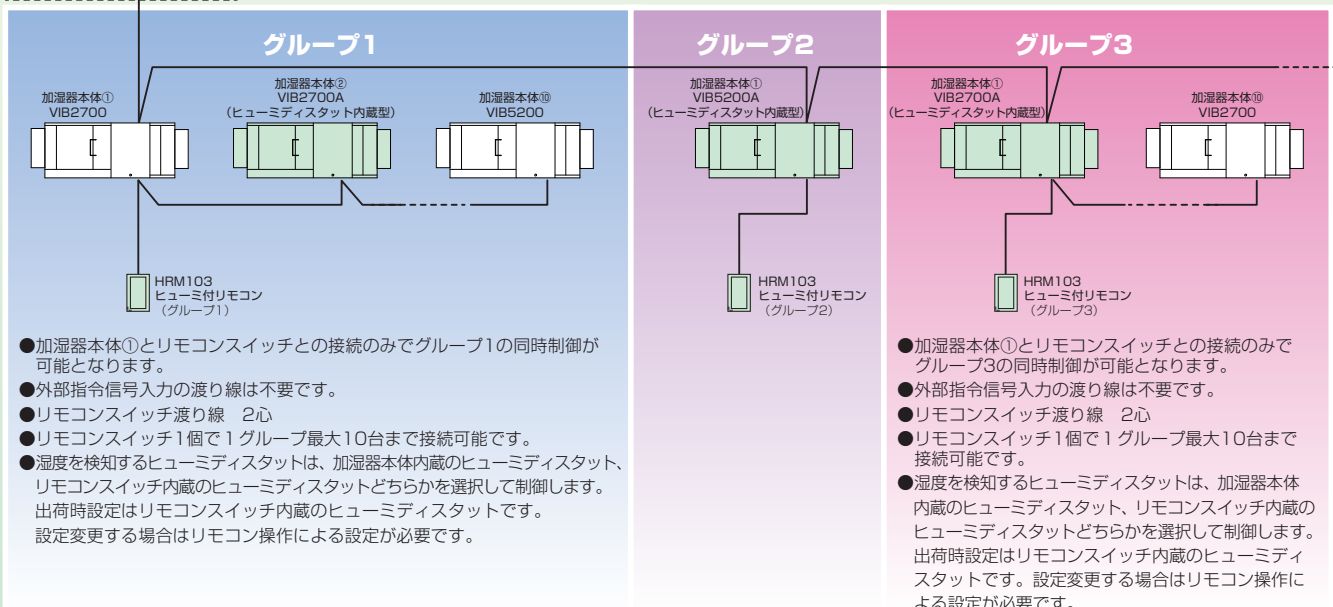 グループ1
加湿器本体①
VIB2700
加湿器本体②
VIB2700A
(ヒューミディスタット内蔵型)
加湿器本体⑩
VIB5200
HRM103
ヒューミ付リモコン
(グループ1)
●加湿器本体①とリモコンスイッチとの接続のみでグループ1の同時制御が
可能となります。
●外部指令信号入力の渡り線は不要です。
●リモコンスイッチ渡り線　2心
●リモコンスイッチ1個で1グループ最大10台まで接続可能です。
●湿度を検知するヒューミディスタットは、加湿器本体内蔵のヒューミディスタット、
リモコンスイッチ内蔵のヒューミディスタットどちらかを選択して制御します。
出荷時設定はリモコンスイッチ内蔵のヒューミディスタットです。
設定変更する場合はリモコン操作による設定が必要です。
グループ2
加湿器本体①
VIB5200A
(ヒューミディスタット内蔵型)
HRM103
ヒューミ付リモコン
(グループ2)
グループ3
加湿器本体①
VIB2700A
(ヒューミディスタット内蔵型)
加湿器本体⑩
VIB2700
HRM103
ヒューミ付リモコン
(グループ3)
●加湿器本体①とリモコンスイッチとの接続のみで
グループ3の同時制御が可能となります。
●外部指令信号入力の渡り線は不要です。
●リモコンスイッチ渡り線　2心
●リモコンスイッチ1個で1グループ最大10台まで
接続可能です。
●湿度を検知するヒューミディスタットは、加湿器本体
内蔵のヒューミディスタット、リモコンスイッチ内蔵の
ヒューミディスタットどちらかを選択して制御します。
出荷時設定はリモコンスイッチ内蔵のヒューミディ
スタットです。設定変更する場合はリモコン操作に
よる設定が必要です。